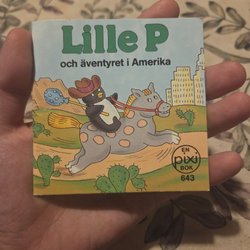 Lille P
och äventyret i Amerika
EN
pixi
BOK
643